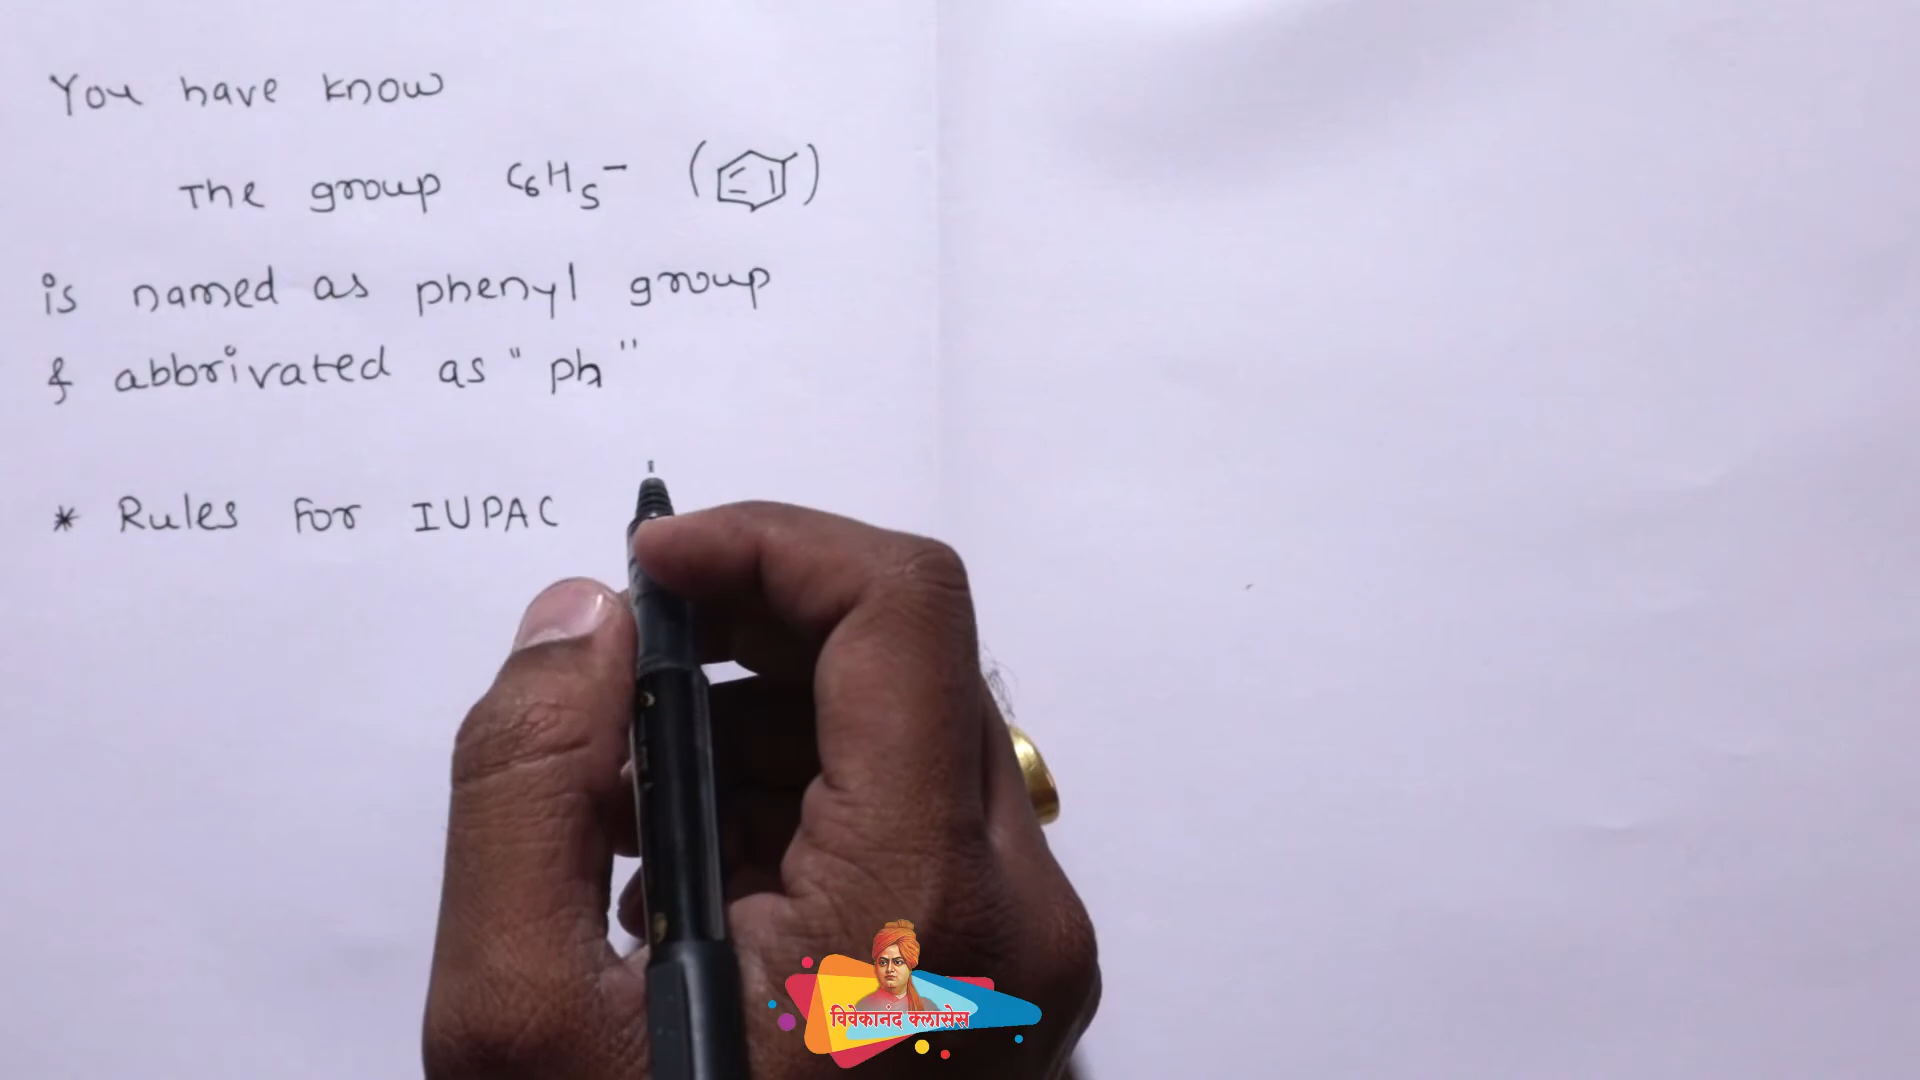 You have know
The group C6H5- ( )
is named as phenyl group
& abbrivated as "ph"
* Rules for IUPAC
विवेकानंद क्लासेस